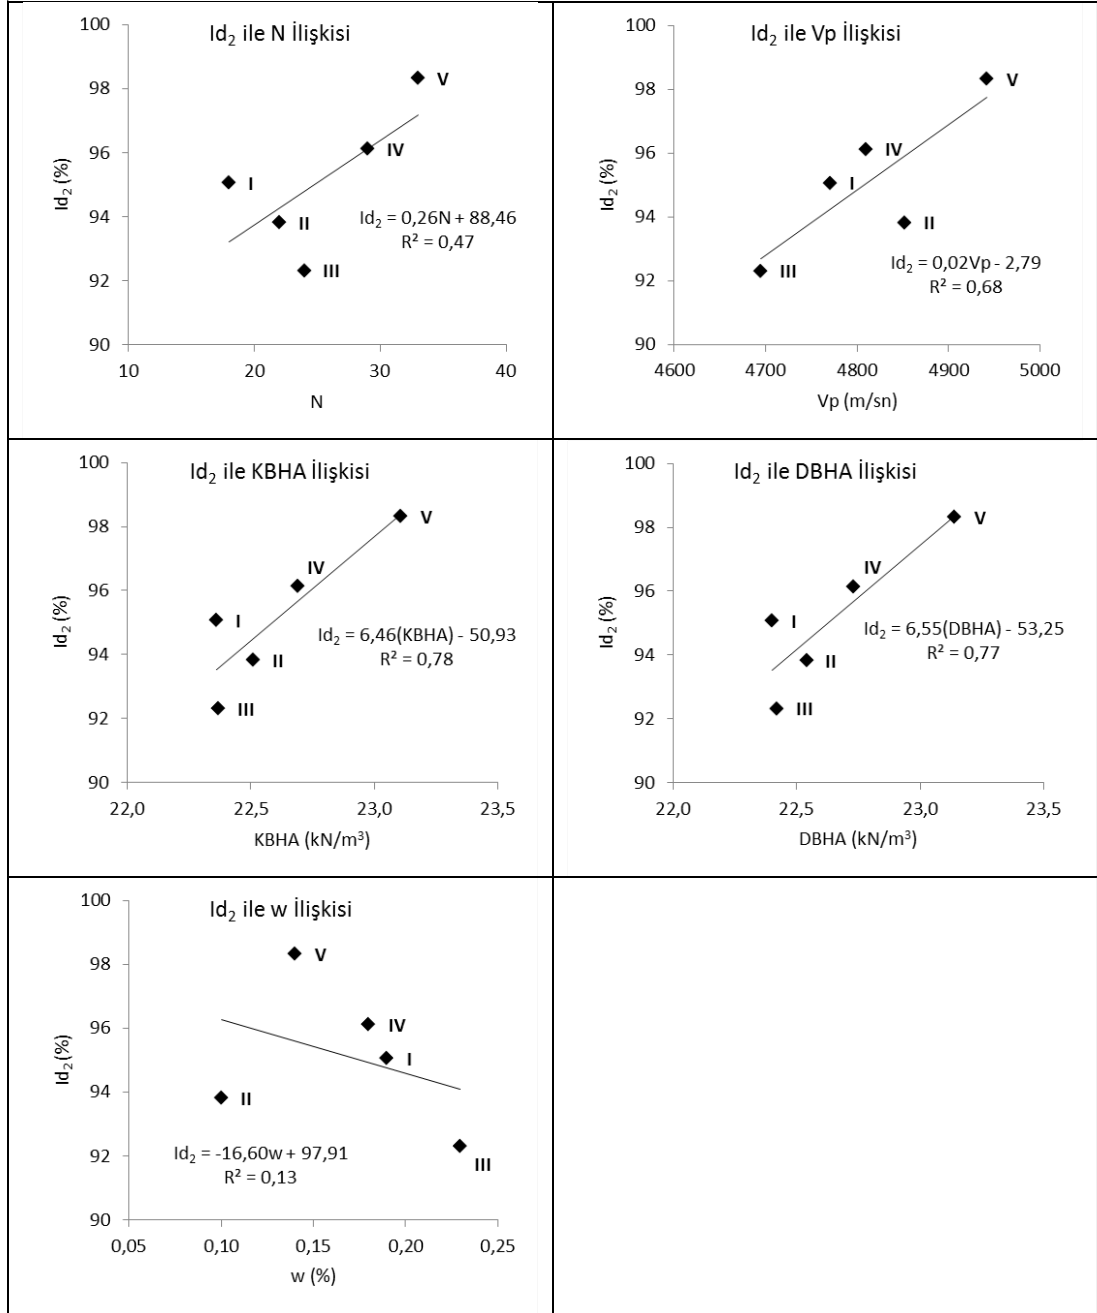 Id₂ ile N İlişkisi
100
98
96
94
92
90
Id₂ (%)
V
IV
I
II
III
Id₂ = 0,26N + 88,46
R² = 0,47
10 20 30 40
N
Id₂ ile Vp İlişkisi
100
98
96
94
92
90
Id₂ (%)
V
IV
I
II
III
Id₂ = 0,02Vp - 2,79
R² = 0,68
4600 4700 4800 4900 5000
Vp (m/sn)
Id₂ ile KBHA İlişkisi
100
98
96
94
92
90
Id₂ (%)
V
IV
I
II
III
Id₂ = 6,46(KBHA) - 50,93
R² = 0,78
22,0 22,5 23,0 23,5
KBHA (kN/m³)
Id₂ ile DBHA İlişkisi
100
98
96
94
92
90
Id₂ (%)
V
IV
I
II
III
Id₂ = 6,55(DBHA) - 53,25
R² = 0,77
22,0 22,5 23,0 23,5
DBHA (kN/m³)
Id₂ ile w İlişkisi
100
98
96
94
92
90
Id₂ (%)
V
IV
I
II
III
Id₂ = -16,60w + 97,91
R² = 0,13
0,05 0,10 0,15 0,20 0,25
w (%)